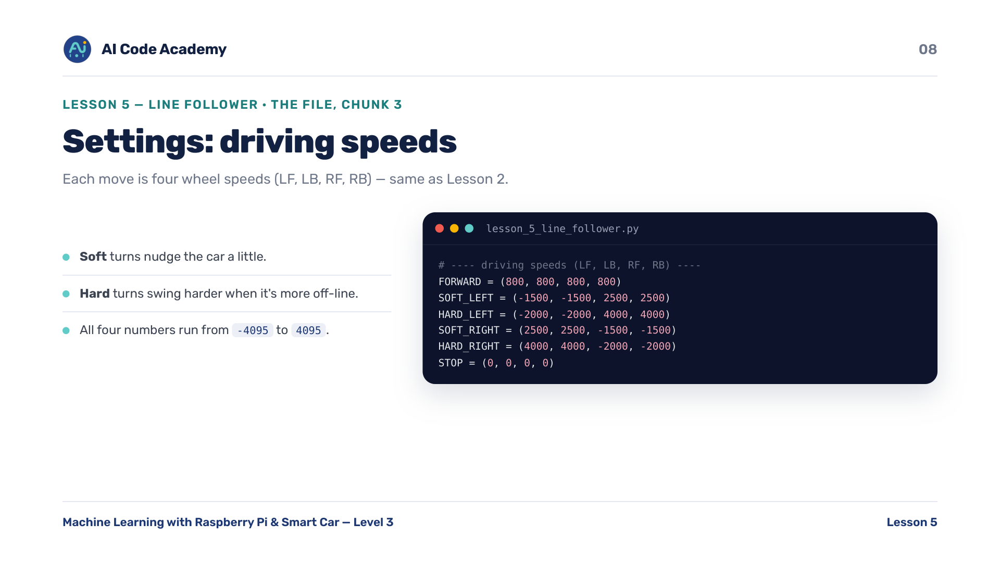 AI Code Academy
08
LESSON 5 — LINE FOLLOWER • THE FILE, CHUNK 3
Settings: driving speeds
Each move is four wheel speeds (LF, LB, RF, RB) — same as Lesson 2.
Soft turns nudge the car a little.
Hard turns swing harder when it's more off-line.
All four numbers run from -4095 to 4095.
lesson_5_line_follower.py
# ---- driving speeds (LF, LB, RF, RB) ----
FORWARD = (800, 800, 800, 800)
SOFT_LEFT = (-1500, -1500, 2500, 2500)
HARD_LEFT = (-2000, -2000, 4000, 4000)
SOFT_RIGHT = (2500, 2500, -1500, -1500)
HARD_RIGHT = (4000, 4000, -2000, -2000)
STOP = (0, 0, 0, 0)
Machine Learning with Raspberry Pi & Smart Car — Level 3
Lesson 5